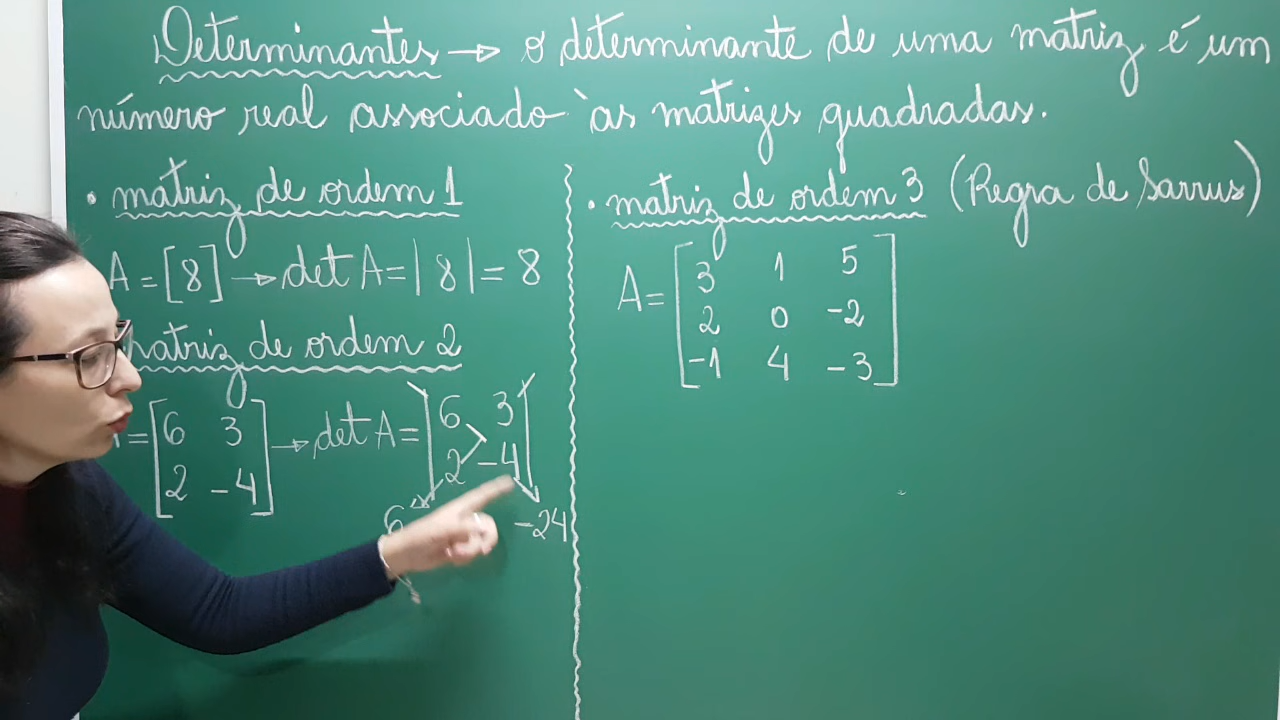 Determinantes → o determinante de uma matriz é um
número real associado às matrizes quadradas.
• matriz de ordem 1
A = [8] → det A = | 8 | = 8
matriz de ordem 2
= [6 3 → det A = | 6 3 |
2 -4] 2 -4
6 -24
• matriz de ordem 3 (Regra de Sarrus)
A = [3 1 5
2 0 -2
-1 4 -3]